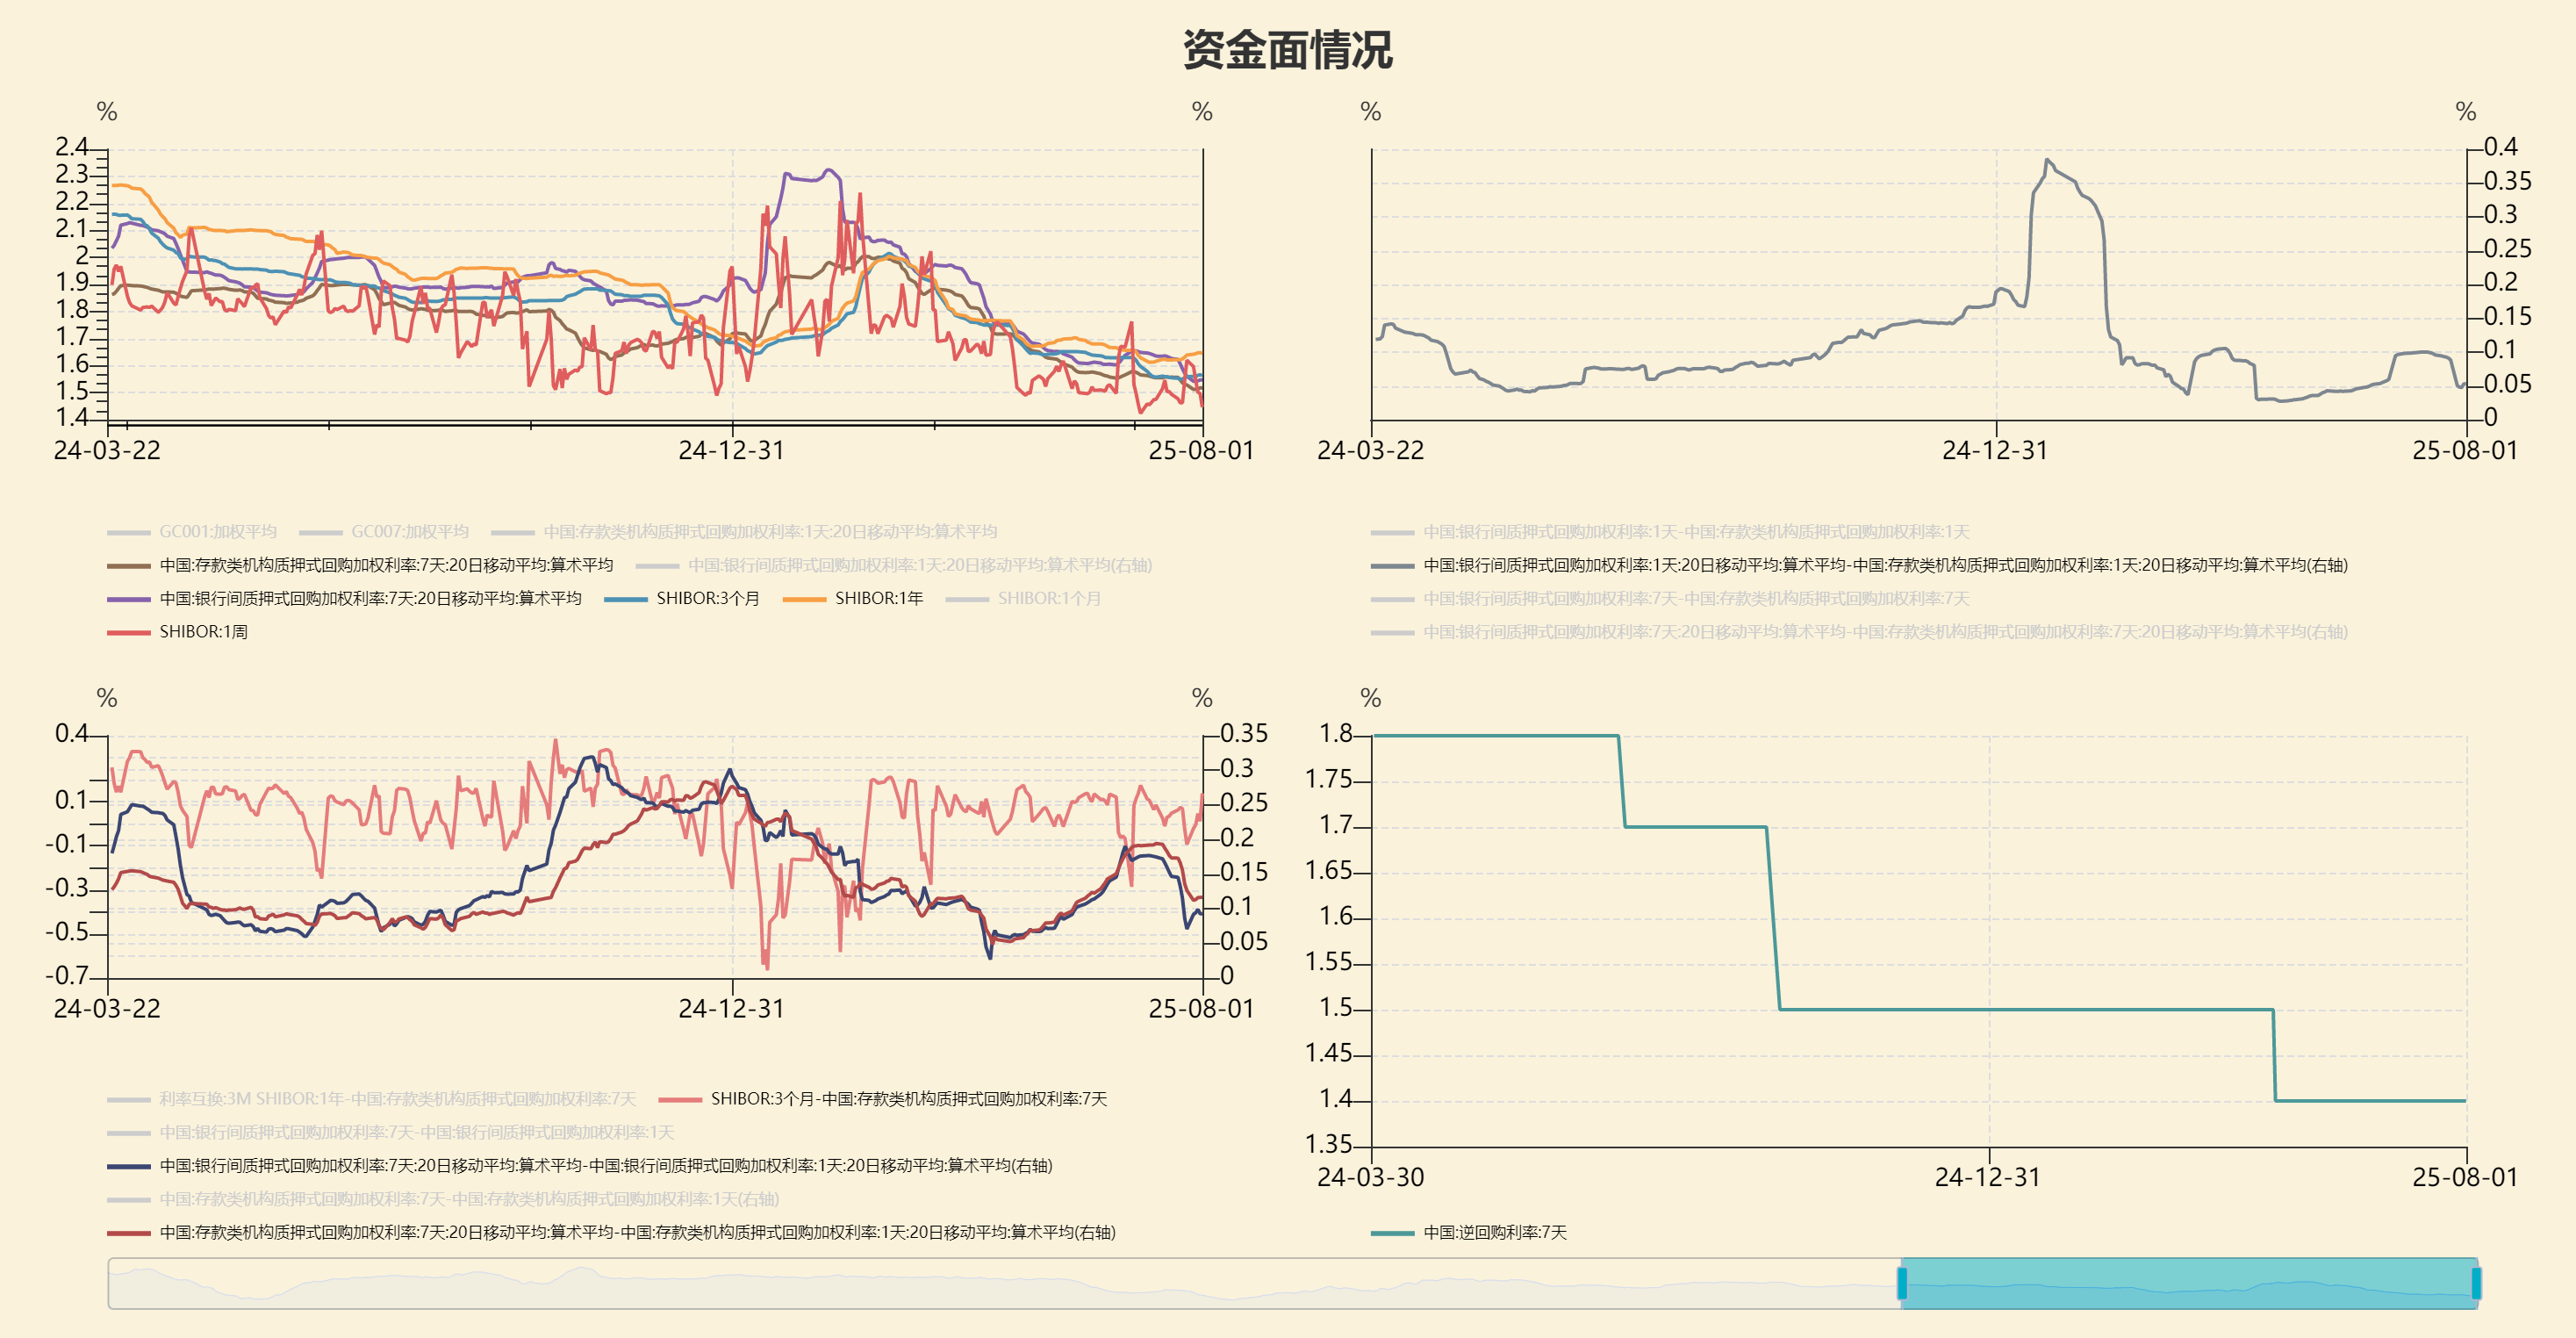 资金面情况
% %
2.4
2.3
2.2
2.1
2
1.9
1.8
1.7
1.6
1.5
1.4
24-03-22 24-12-31 25-08-01
GC001:加权平均 GC007:加权平均 中国:存款类机构质押式回购加权利率:1天:20日移动平均:算术平均
中国:存款类机构质押式回购加权利率:7天:20日移动平均:算术平均 中国:银行间质押式回购加权利率:1天:20日移动平均:算术平均(右轴)
中国:银行间质押式回购加权利率:7天:20日移动平均:算术平均 SHIBOR:3个月 SHIBOR:1年 SHIBOR:1个月
SHIBOR:1周
% %
0.4
0.35
0.3
0.25
0.2
0.15
0.1
0.05
0
24-03-22 24-12-31 25-08-01
中国:银行间质押式回购加权利率:1天-中国:存款类机构质押式回购加权利率:1天
中国:银行间质押式回购加权利率:1天:20日移动平均:算术平均-中国:存款类机构质押式回购加权利率:1天:20日移动平均:算术平均(右轴)
中国:银行间质押式回购加权利率:7天-中国:存款类机构质押式回购加权利率:7天
中国:银行间质押式回购加权利率:7天:20日移动平均:算术平均-中国:存款类机构质押式回购加权利率:7天:20日移动平均:算术平均(右轴)
% %
0.4
0.1
-0.1
-0.3
-0.5
-0.7
0.35
0.3
0.25
0.2
0.15
0.1
0.05
0
24-03-22 24-12-31 25-08-01
利率互换:3M SHIBOR:1年-中国:存款类机构质押式回购加权利率:7天 SHIBOR:3个月-中国:存款类机构质押式回购加权利率:7天
中国:银行间质押式回购加权利率:7天-中国:银行间质押式回购加权利率:1天
中国:银行间质押式回购加权利率:7天:20日移动平均:算术平均-中国:银行间质押式回购加权利率:1天:20日移动平均:算术平均(右轴)
中国:存款类机构质押式回购加权利率:7天-中国:存款类机构质押式回购加权利率:1天(右轴)
中国:存款类机构质押式回购加权利率:7天:20日移动平均:算术平均-中国:存款类机构质押式回购加权利率:1天:20日移动平均:算术平均(右轴)
%
1.8
1.75
1.7
1.65
1.6
1.55
1.5
1.45
1.4
1.35
24-03-30 24-12-31 25-08-01
中国:逆回购利率:7天